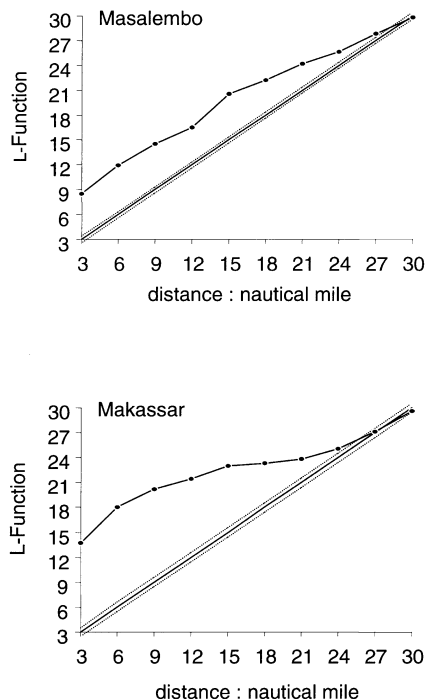 Masalembo
30
27
24
21
18
15
12
9
6
3
L-Function
3 6 9 12 15 18 21 24 27 30
distance : nautical mile
Makassar
30
27
24
21
18
15
12
9
6
3
L-Function
3 6 9 12 15 18 21 24 27 30
distance : nautical mile